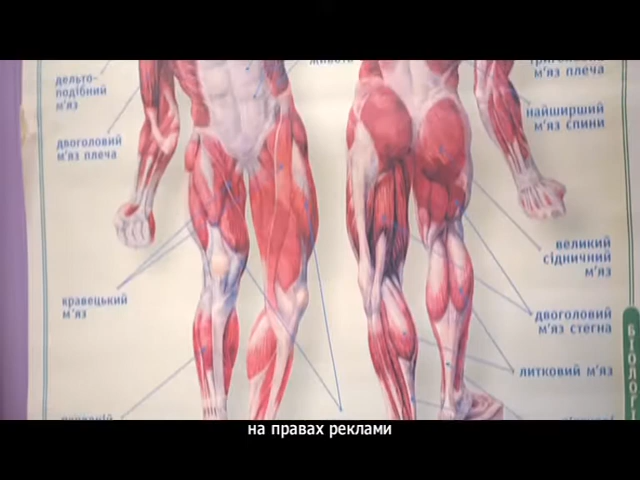 дельто-
подібний
м'яз
двоголовий
м'яз плеча
кравецький
м'яз
м'яз плеча
найширший
м'яз спини
великий
сідничний
м'яз
двоголовий
м'яз стегна
литковий м'яз
на правах реклами